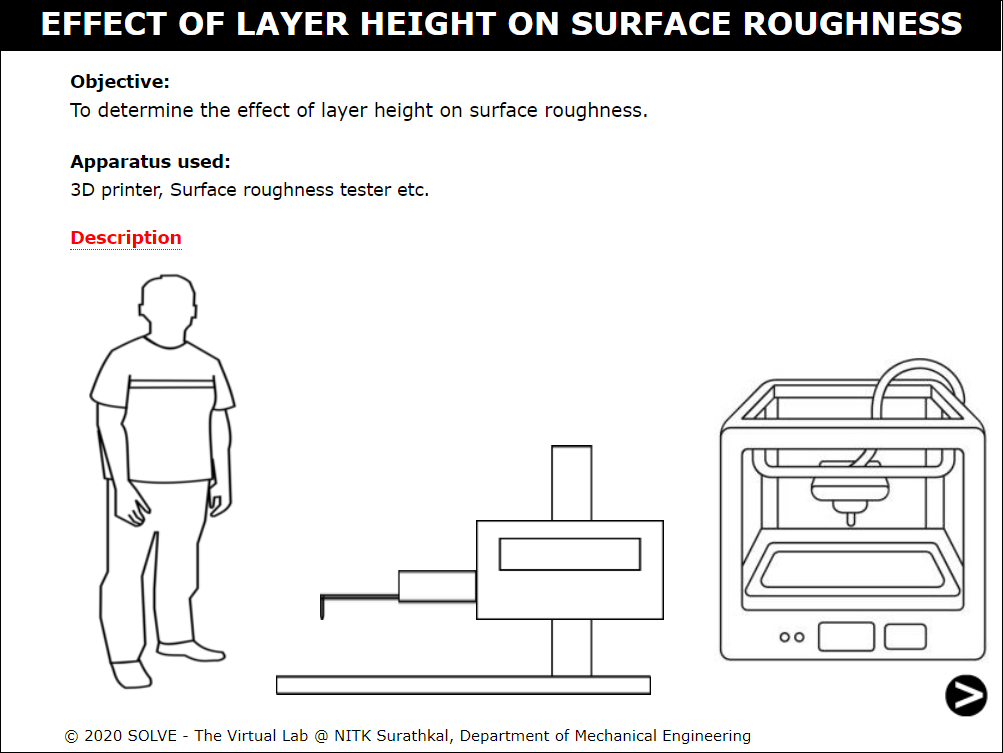 EFFECT OF LAYER HEIGHT ON SURFACE ROUGHNESS
Objective:
To determine the effect of layer height on surface roughness.
Apparatus used:
3D printer, Surface roughness tester etc.
Description
© 2020 SOLVE - The Virtual Lab @ NITK Surathkal, Department of Mechanical Engineering